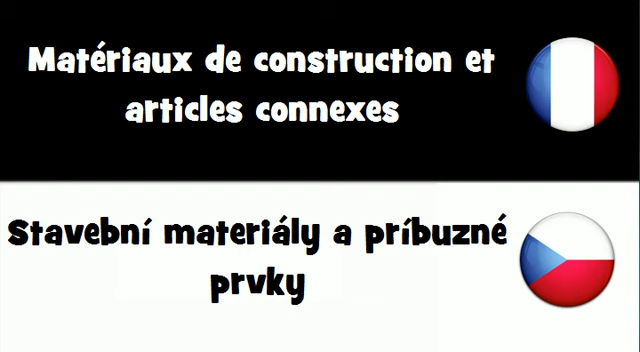 Matériaux de construction et
articles connexes
Stavební materiály a príbuzné
prvky